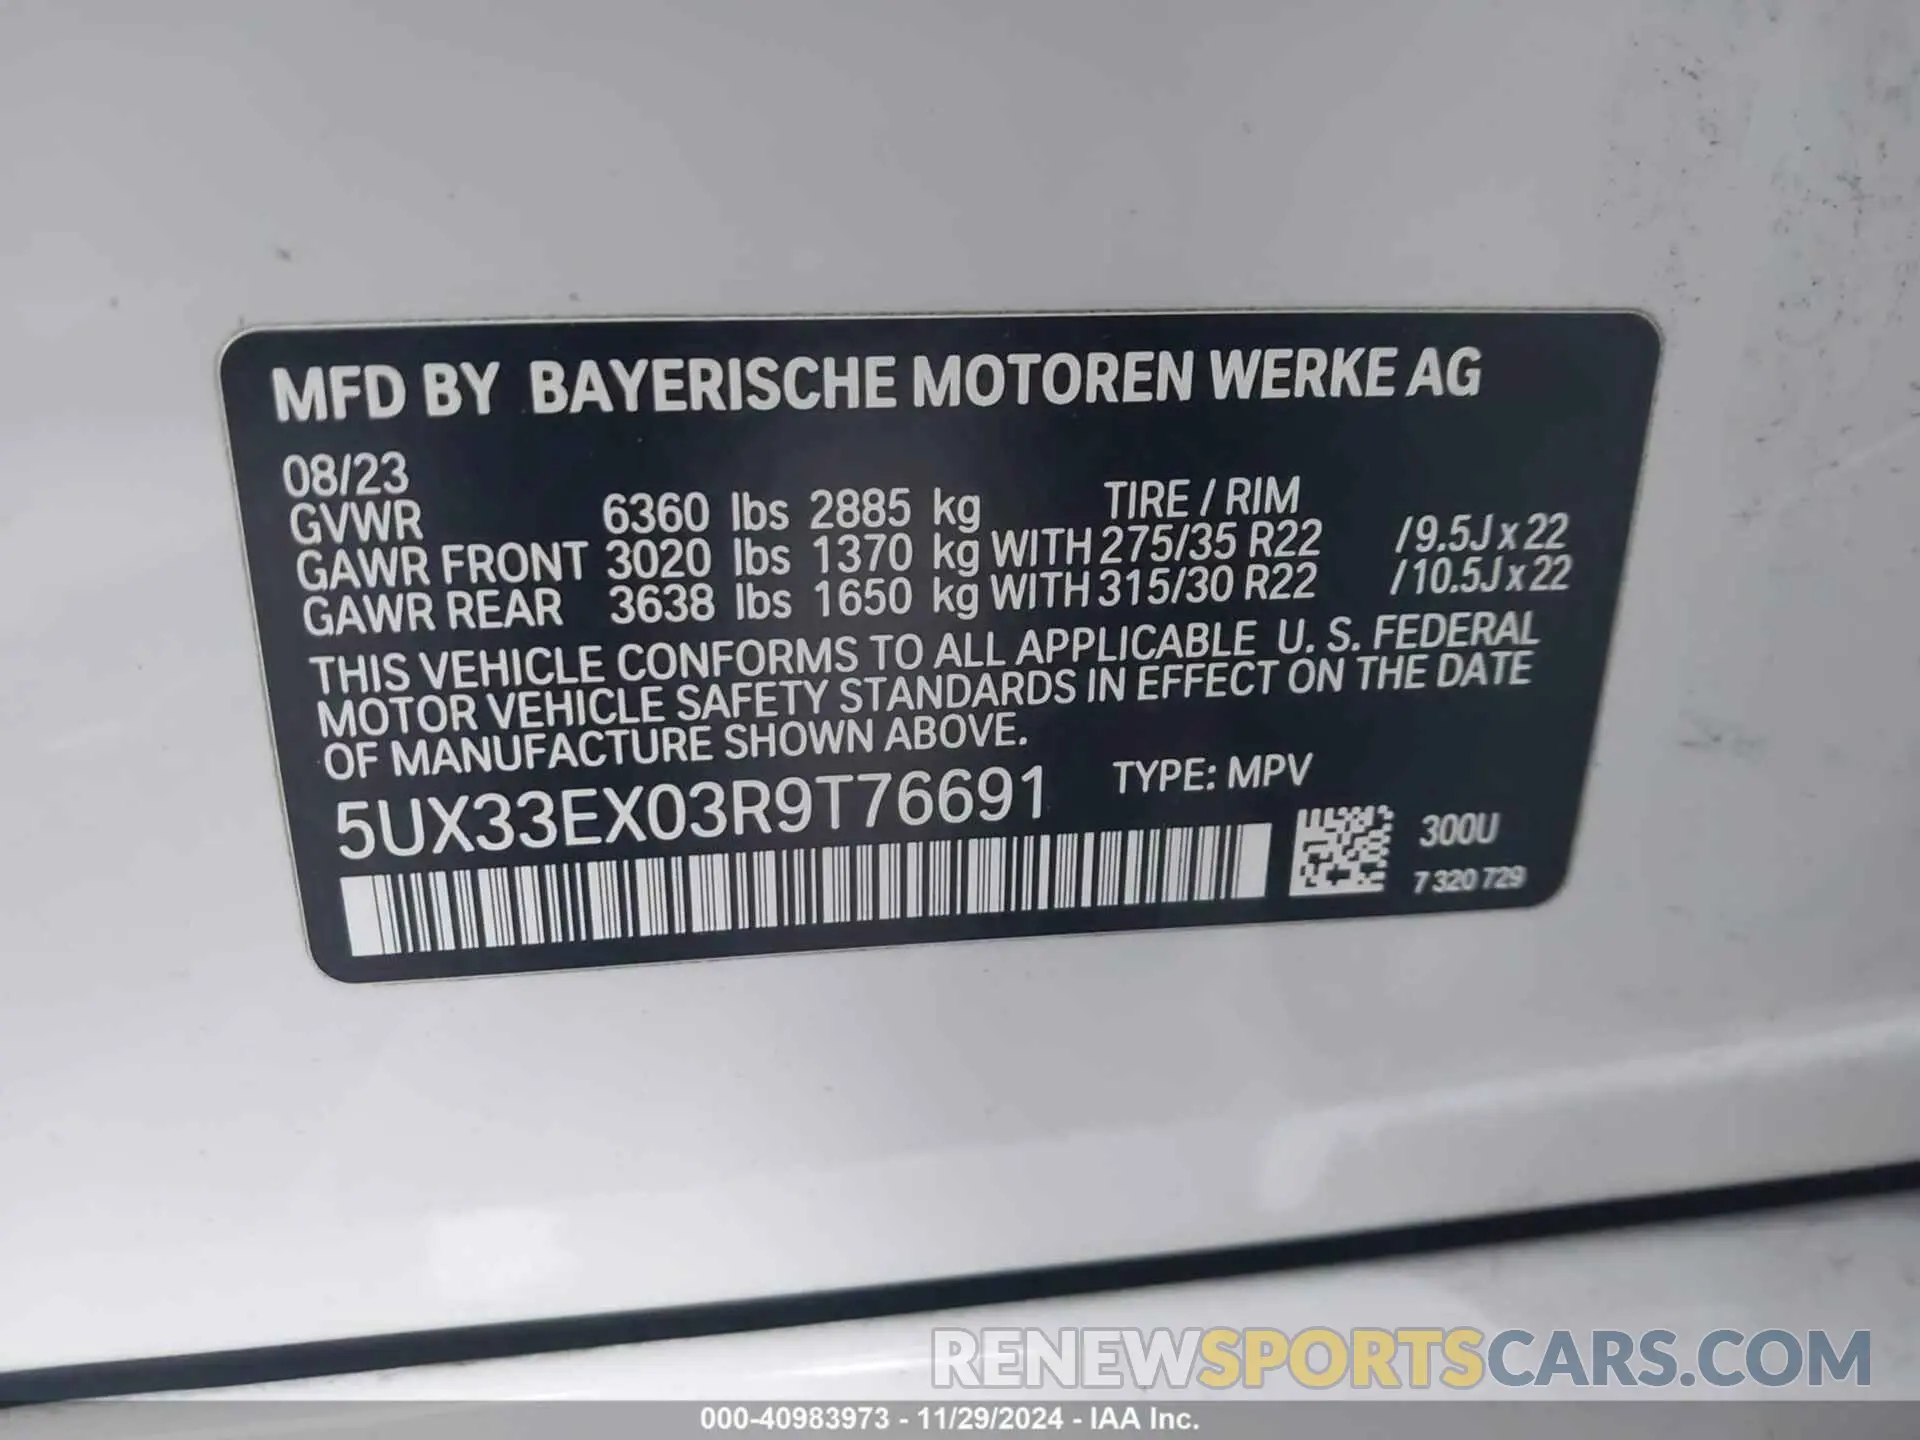 MFD BY BAYERISCHE MOTOREN WERKE AG
08/23
GVWR 6360 lbs 2885 kg TIRE / RIM
GAWR FRONT 3020 lbs 1370 kg WITH 275/35 R22 / 9.5J x 22
GAWR REAR 3638 lbs 1650 kg WITH 315/30 R22 / 10.5J x 22
THIS VEHICLE CONFORMS TO ALL APPLICABLE U. S. FEDERAL
MOTOR VEHICLE SAFETY STANDARDS IN EFFECT ON THE DATE
OF MANUFACTURE SHOWN ABOVE.
5UX33EX03R9T76691 TYPE: MPV
300U
7 320 729
RENEWSPORTSCARS.COM
000-40983973 - 11/29/2024 - IAA Inc.